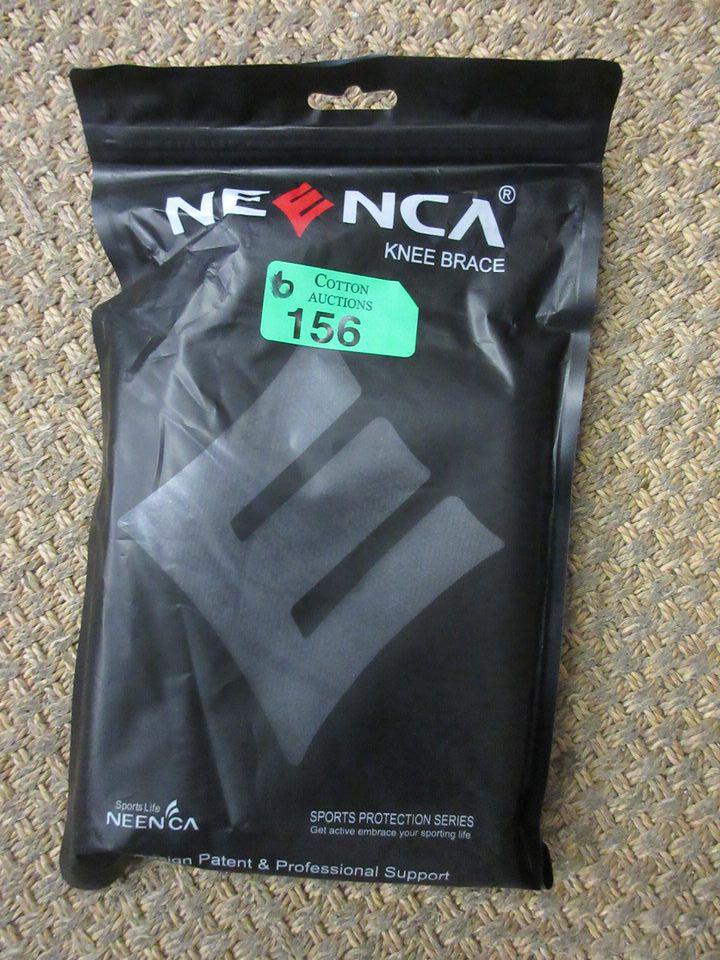 NEENCA®
KNEE BRACE
6 COTTON
AUCTIONS
156
Sports Life
NEENCA
SPORTS PROTECTION SERIES
Get active embrace your sporting life
Patent & Professional Support